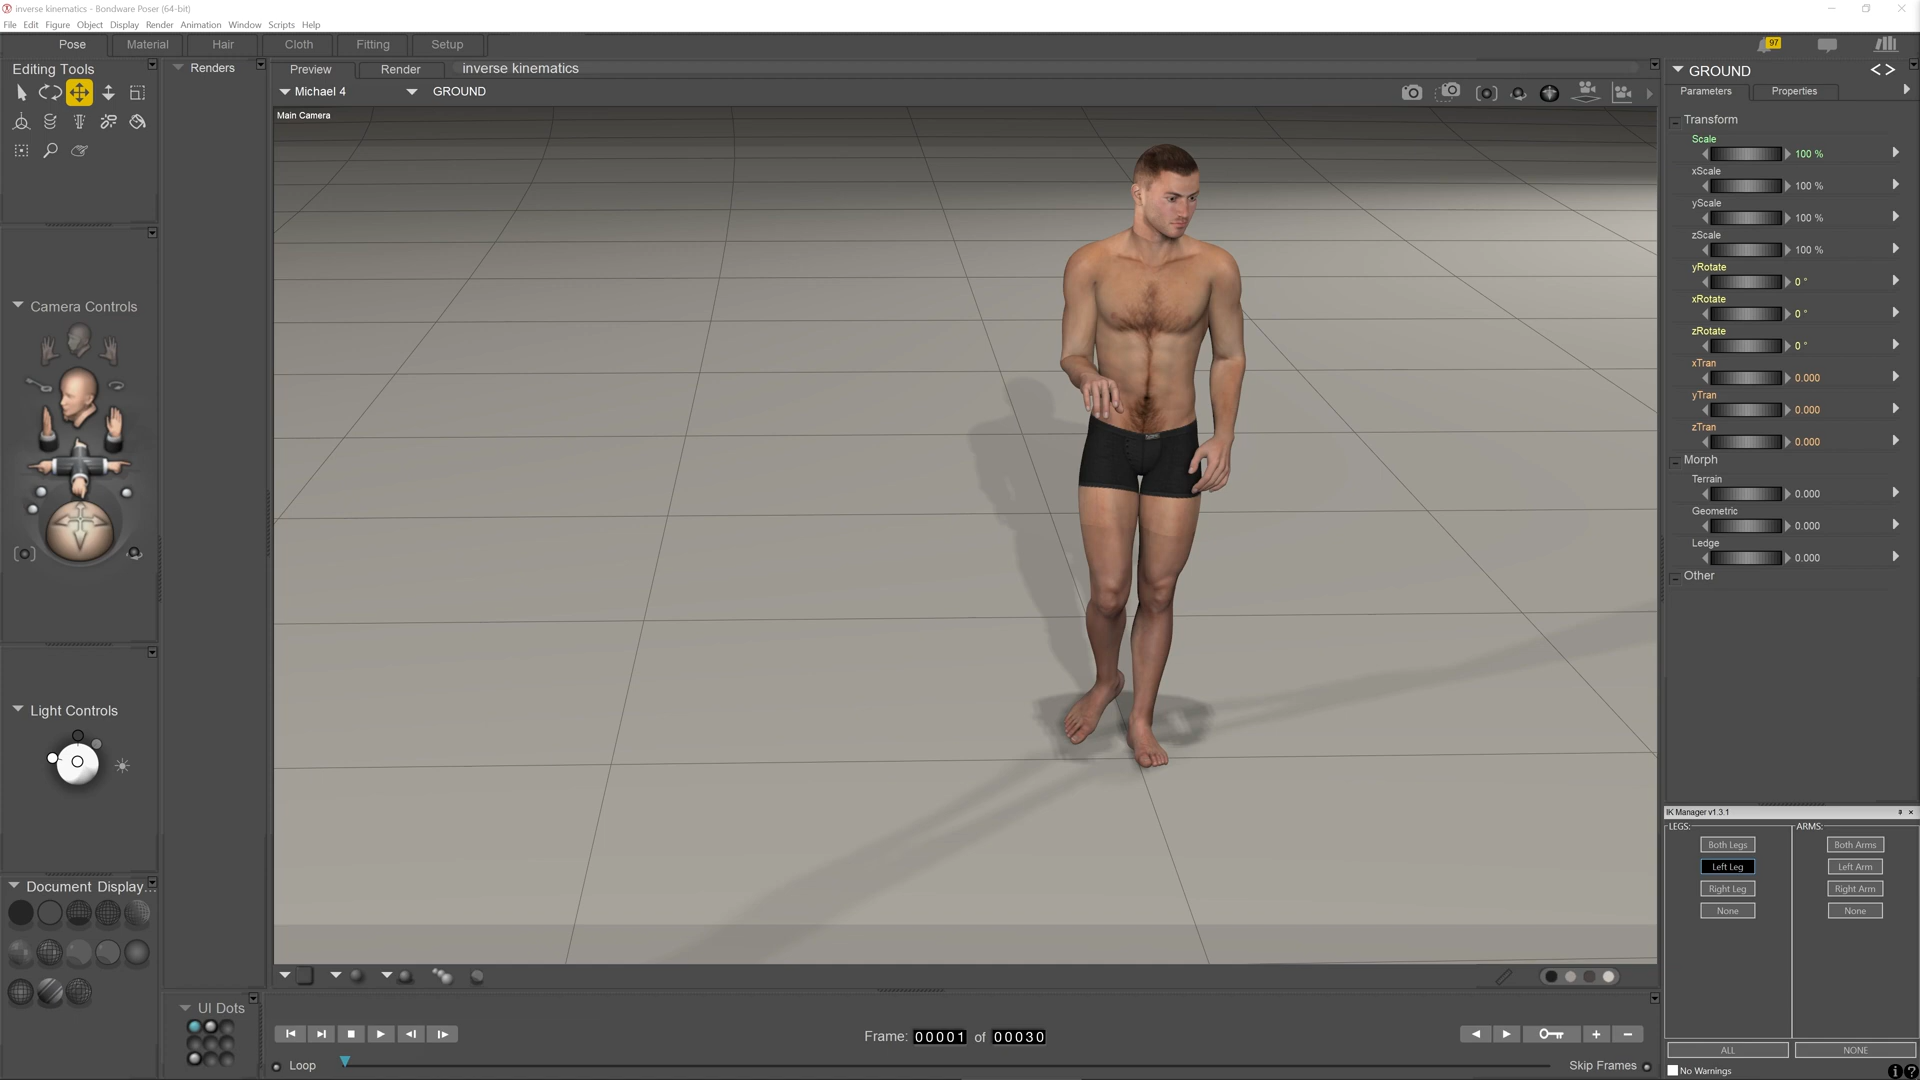 inverse kinematics - Bondware Poser (64-bit)
File Edit Figure Object Display Render Animation Window Scripts Help
Pose Material Hair Cloth Fitting Setup
97
Editing Tools
Renders
Preview Render inverse kinematics
Michael 4 GROUND
Main Camera
Camera Controls
Light Controls
Document Display...
UI Dots
Frame: 00001 of 00030
Loop
Skip Frames
GROUND
Parameters Properties
Transform
Scale
100 %
xScale
100 %
yScale
100 %
zScale
100 %
yRotate
0 °
xRotate
0 °
zRotate
0 °
xTran
0.000
yTran
0.000
zTran
0.000
Morph
Terrain
0.000
Geometric
0.000
Ledge
0.000
Other
IK Manager v1.3.1
LEGS: ARMS:
Both Legs Both Arms
Left Leg Left Arm
Right Leg Right Arm
None None
ALL NONE
No Warnings